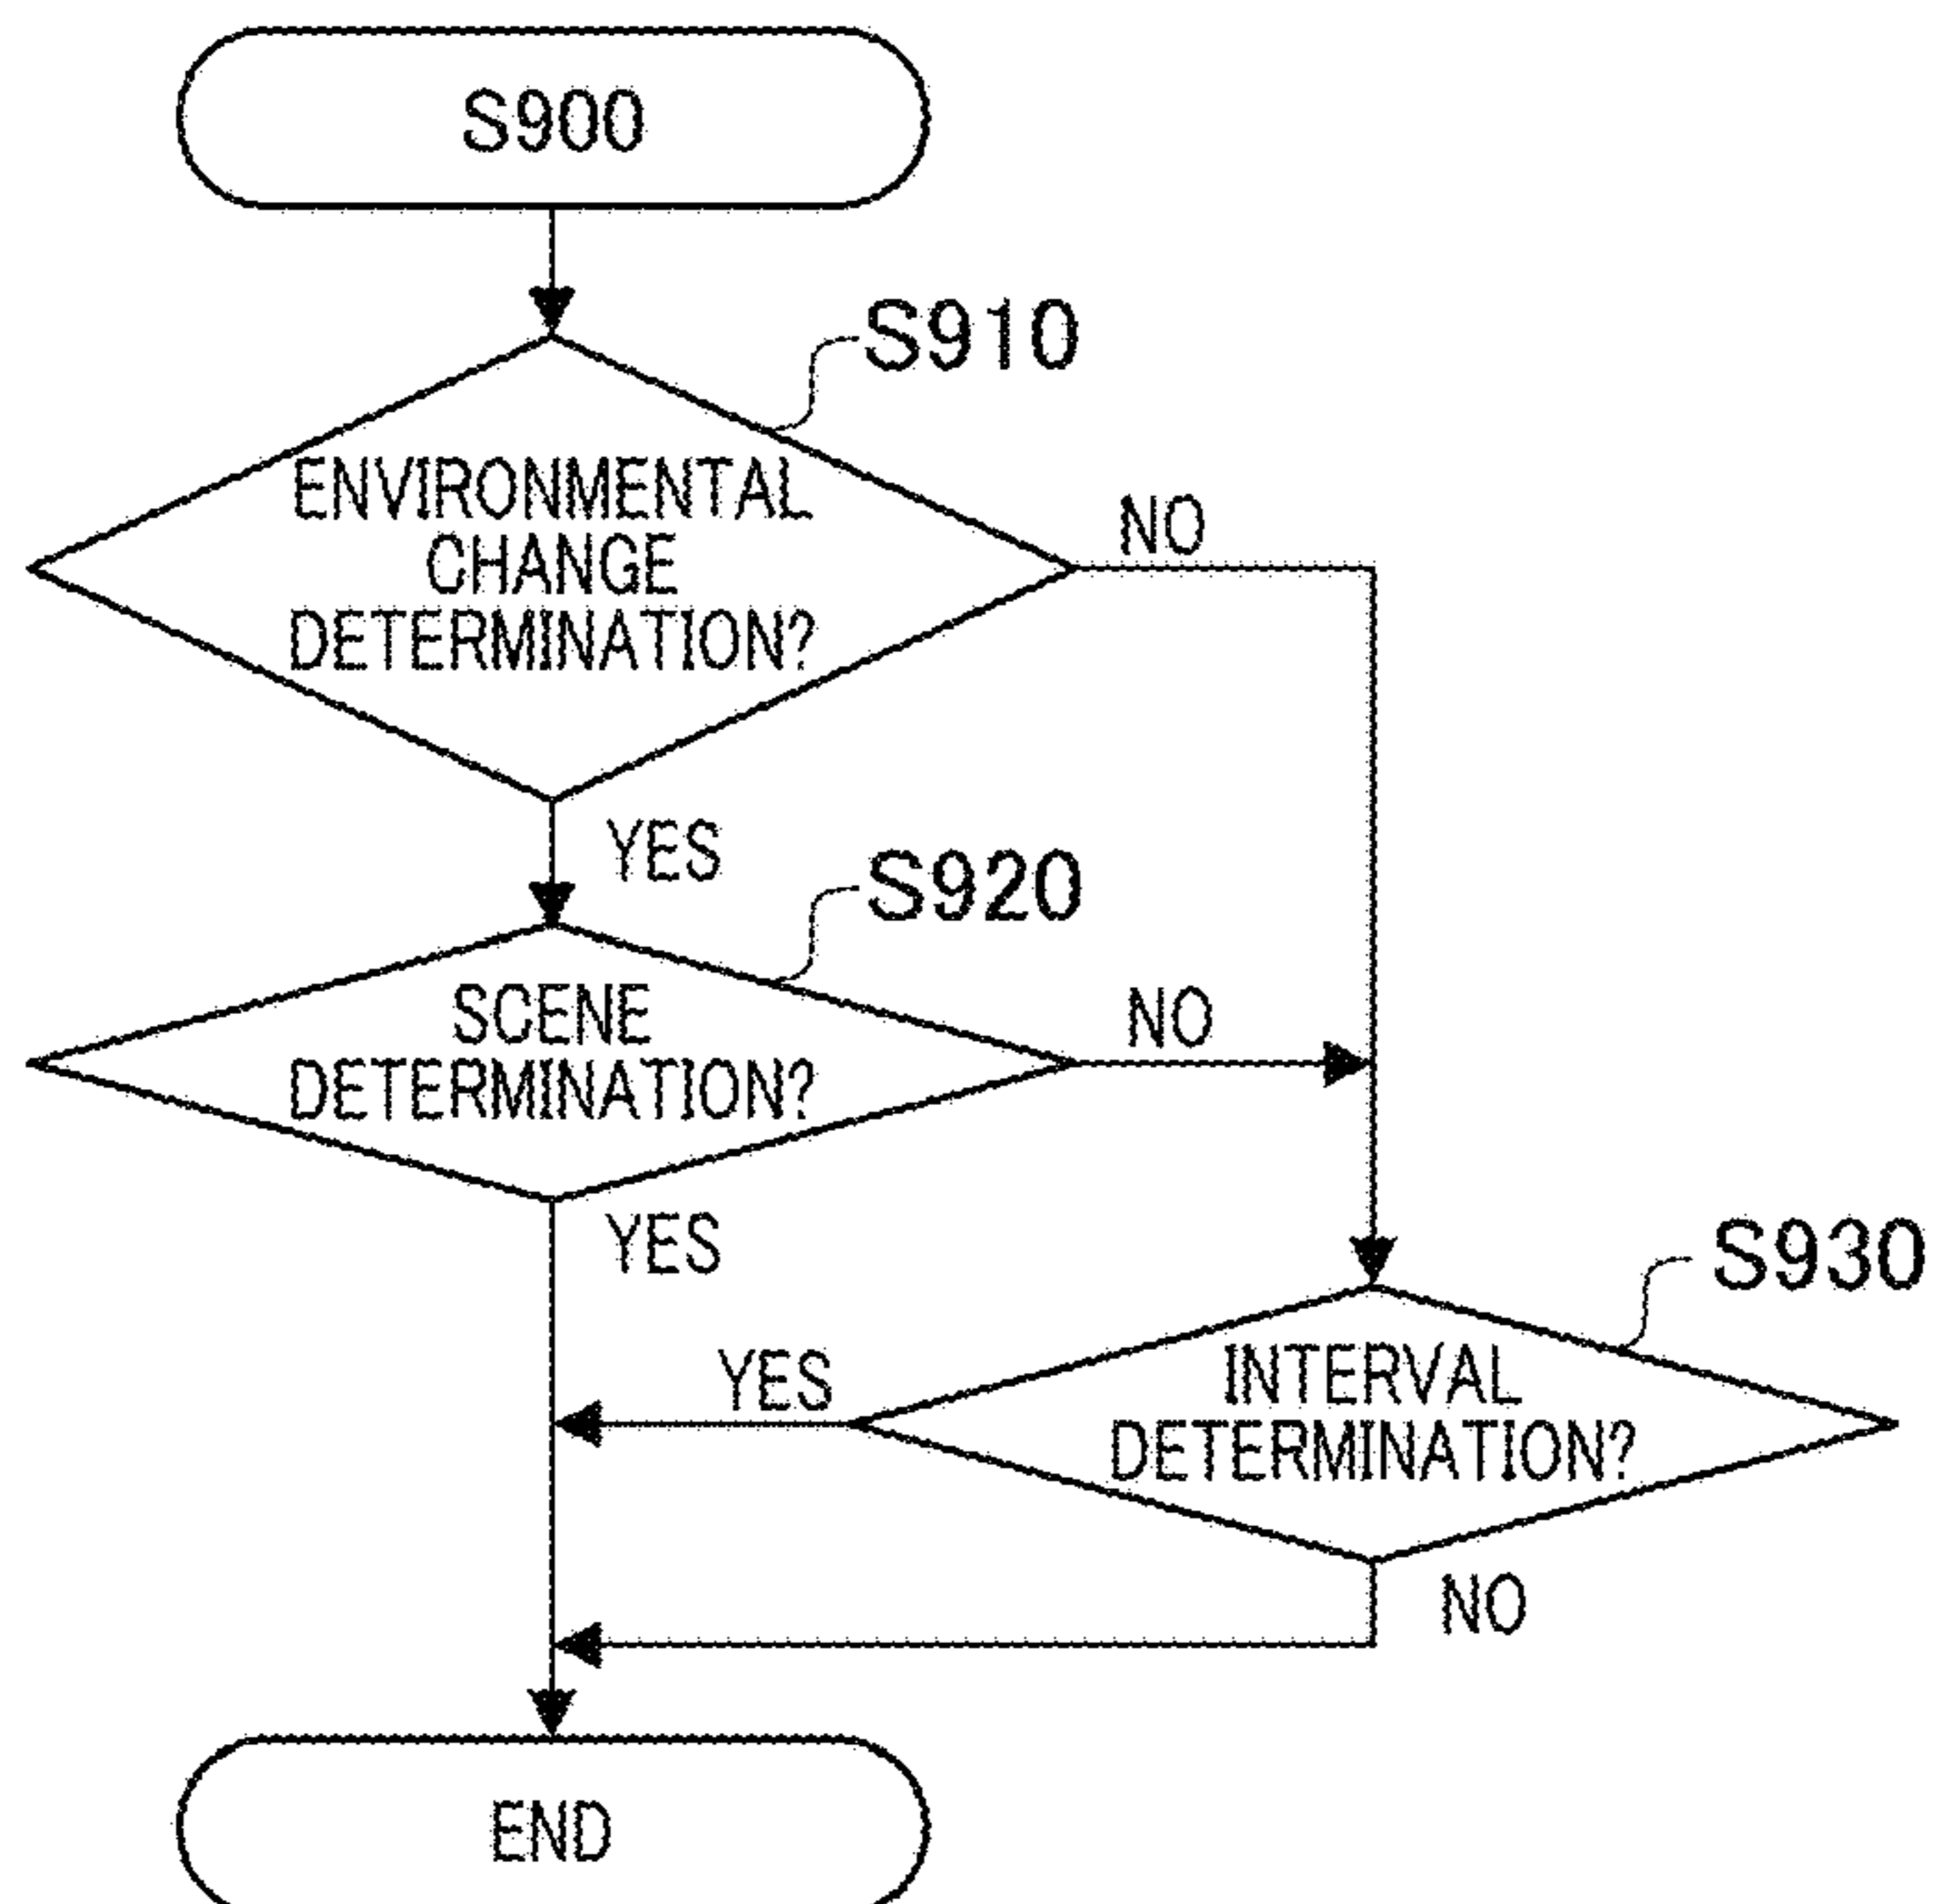 S900
S910
ENVIRONMENTAL
CHANGE
DETERMINATION?
NO
YES
S920
SCENE
DETERMINATION?
NO
YES
S930
INTERVAL
DETERMINATION?
YES
NO
END